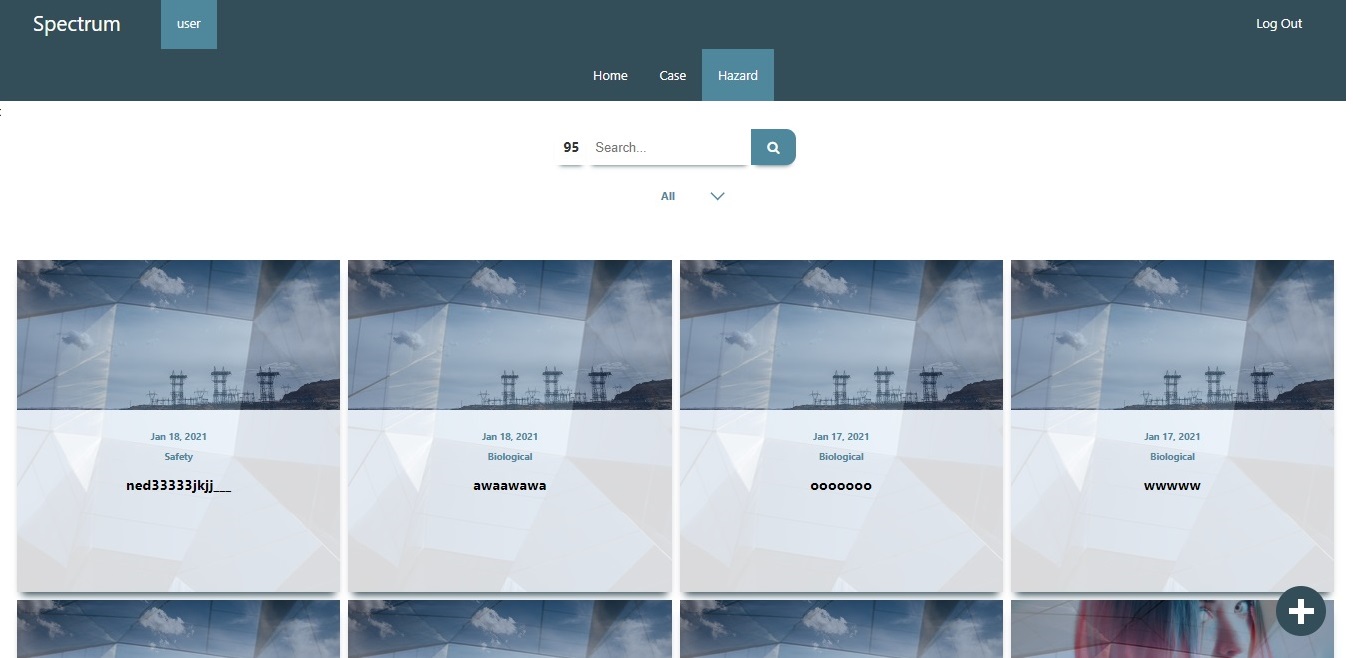 Spectrum user Log Out
Home Case Hazard
:
95 Search...
All
Jan 18, 2021
Safety
ned33333jkjj___
Jan 18, 2021
Biological
awaawawa
Jan 17, 2021
Biological
ooooooo
Jan 17, 2021
Biological
wwwww